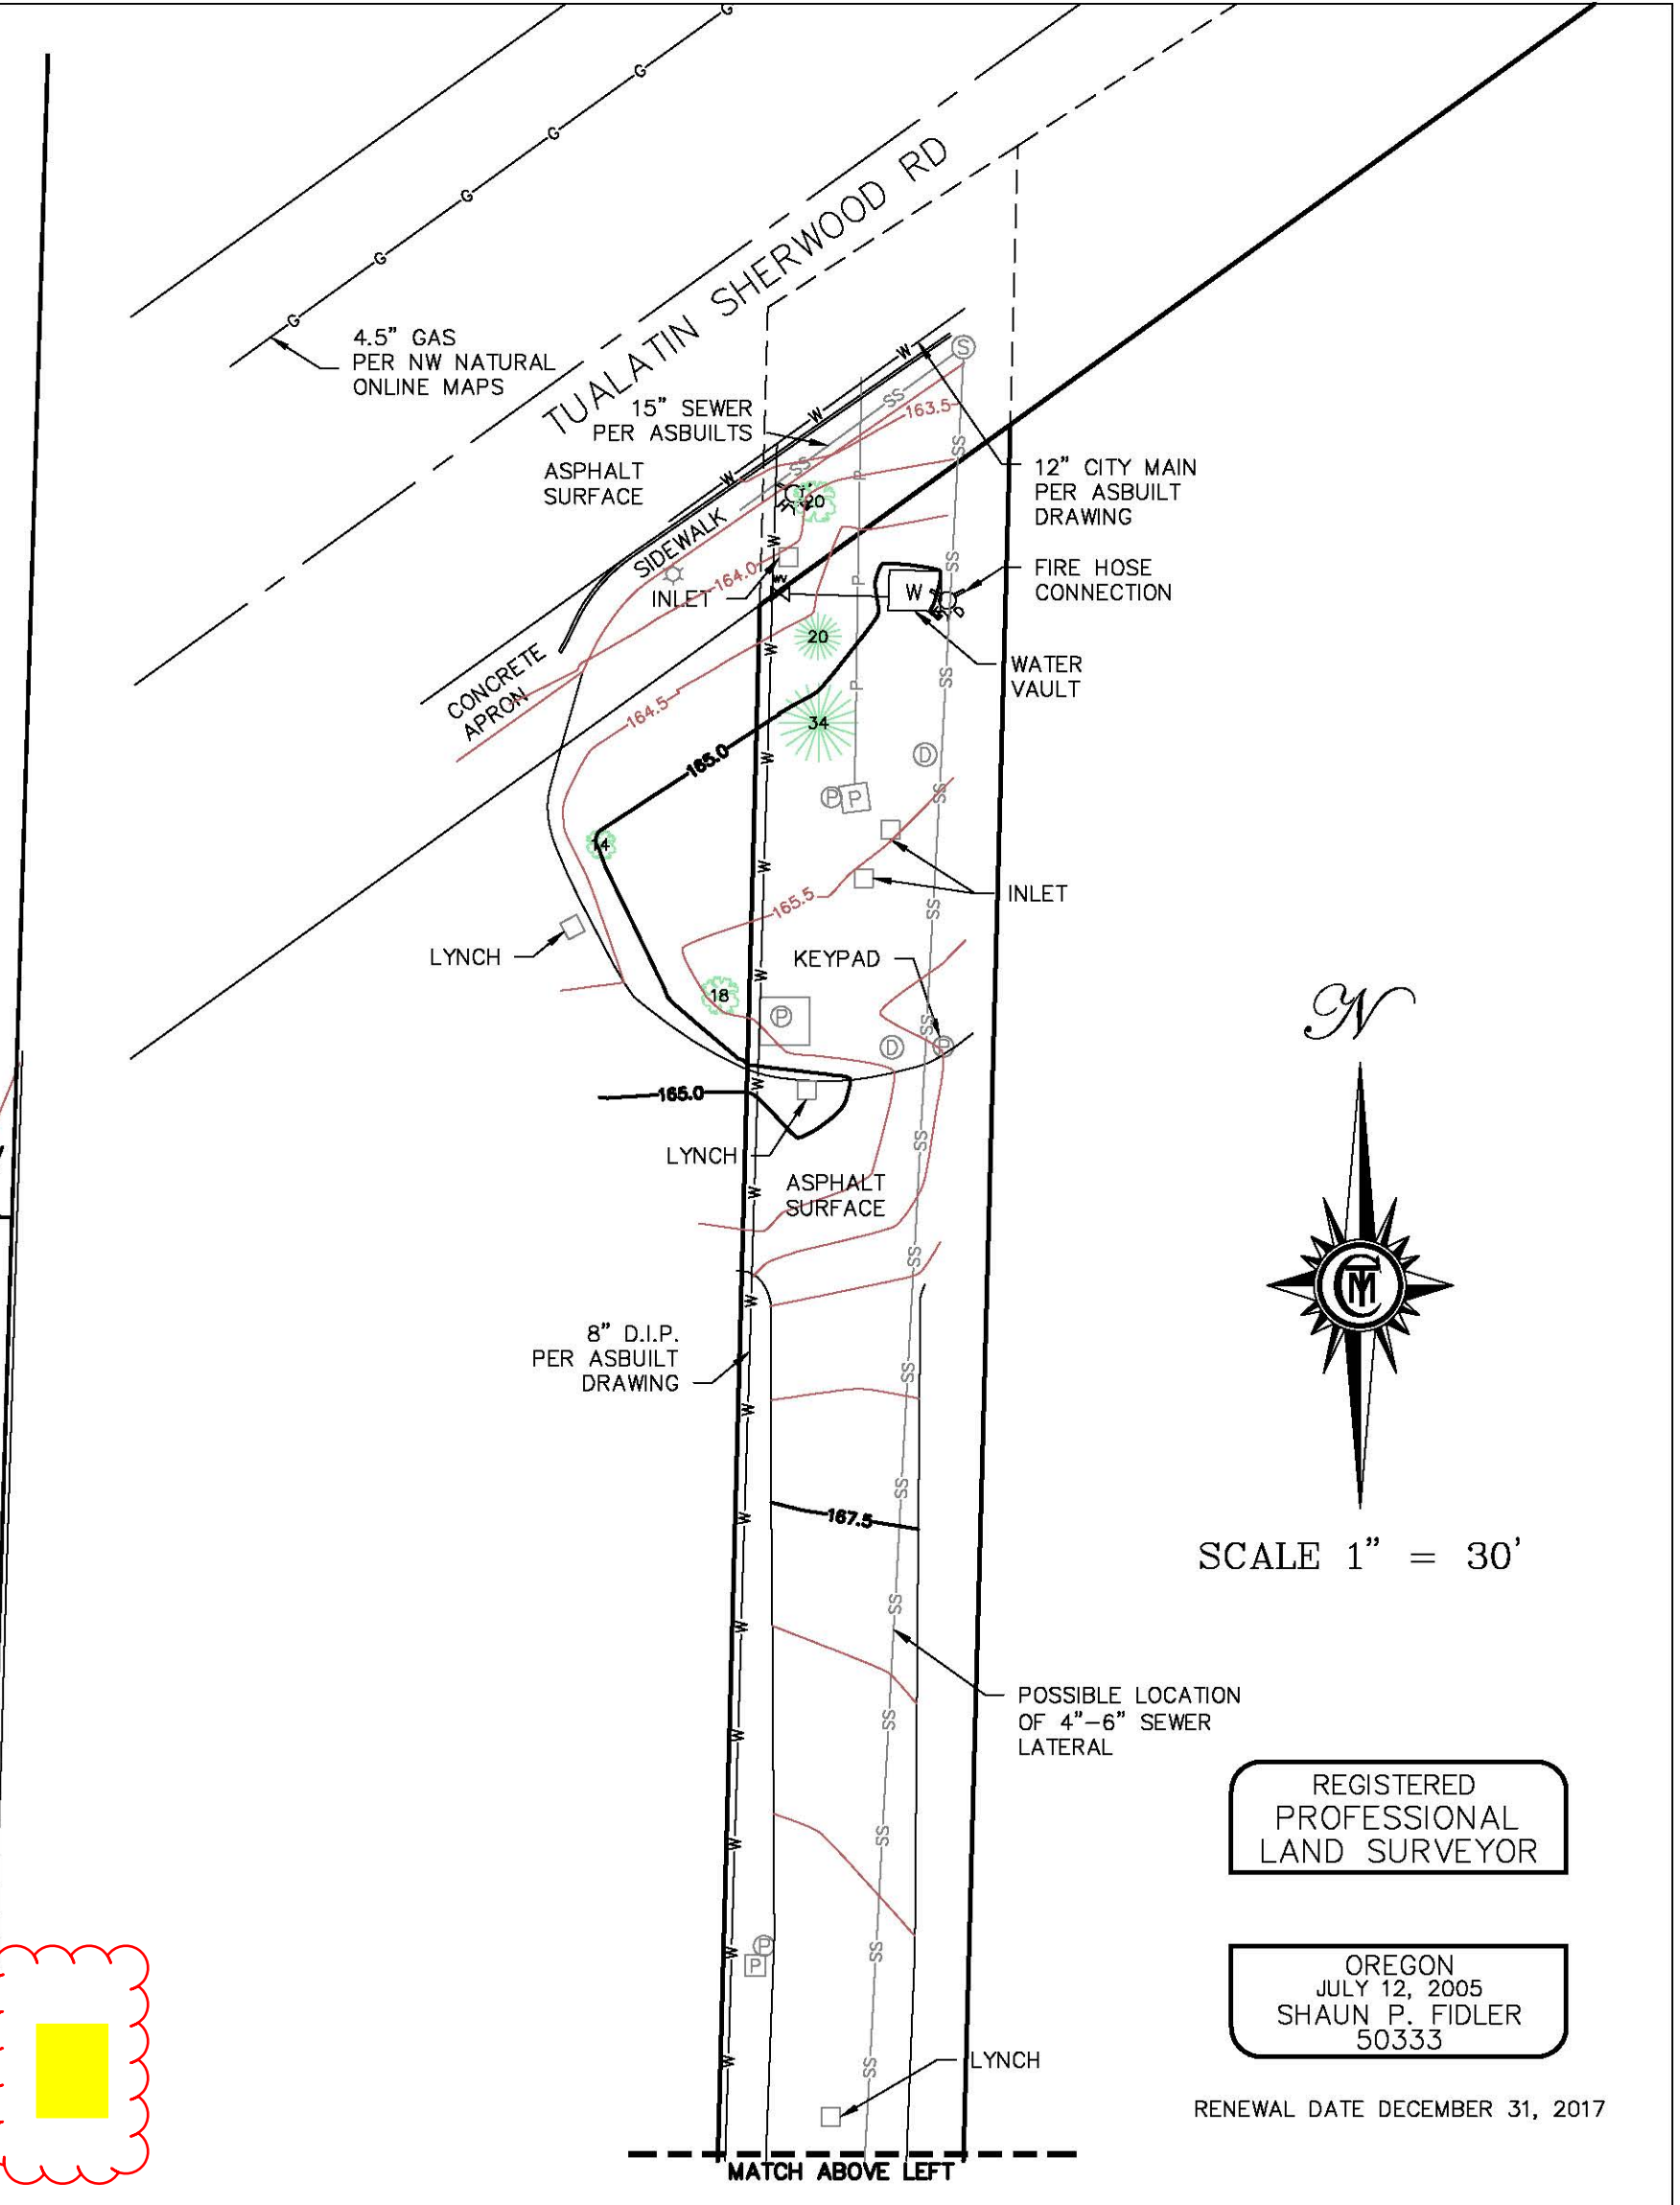 TUALATIN SHERWOOD RD
4.5" GAS
PER NW NATURAL
ONLINE MAPS
15" SEWER
PER ASBUILTS
163.5
ASPHALT
SURFACE
12" CITY MAIN
PER ASBUILT
DRAWING
20
SIDEWALK
164.0
INLET
WV
FIRE HOSE
CONNECTION
W
20
WATER
VAULT
CONCRETE
APRON
164.5
34
165.0
14
165.5
INLET
LYNCH
KEYPAD
18
165.0
LYNCH
ASPHALT
SURFACE
8" D.I.P.
PER ASBUILT
DRAWING
167.5
N
CTM
SCALE 1" = 30'
POSSIBLE LOCATION
OF 4"-6" SEWER
LATERAL
REGISTERED
PROFESSIONAL
LAND SURVEYOR
OREGON
JULY 12, 2005
SHAUN P. FIDLER
50333
LYNCH
RENEWAL DATE DECEMBER 31, 2017
MATCH ABOVE LEFT